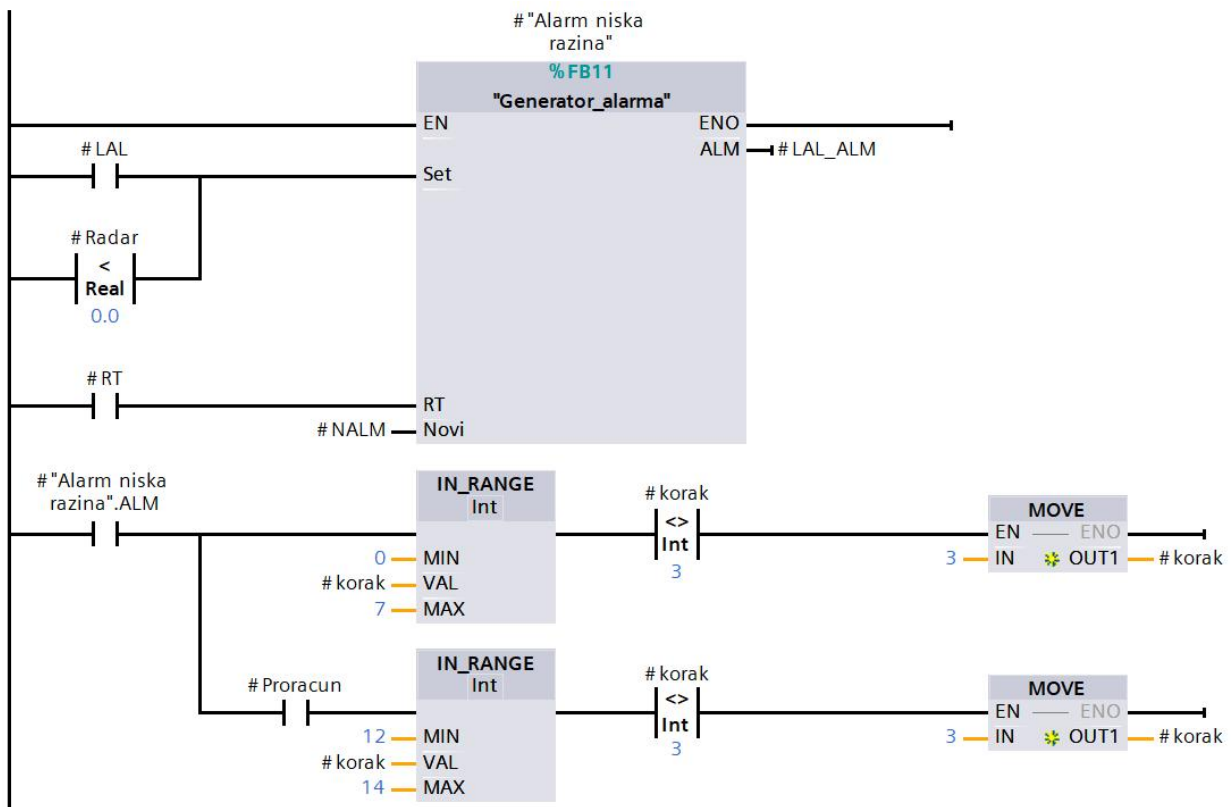 #"Alarm niska
razina"
%FB11
"Generator_alarma"
EN ENO
#LAL
ALM #LAL_ALM
Set
#Radar
<
Real
0.0
#RT
RT
#NALM Novi
#"Alarm niska
razina".ALM
IN_RANGE
Int
#korak
<>
Int
3
MOVE
EN ENO
3 IN OUT1 #korak
0 MIN
#korak VAL
7 MAX
#Proracun
IN_RANGE
Int
#korak
<>
Int
3
MOVE
EN ENO
3 IN OUT1 #korak
12 MIN
#korak VAL
14 MAX